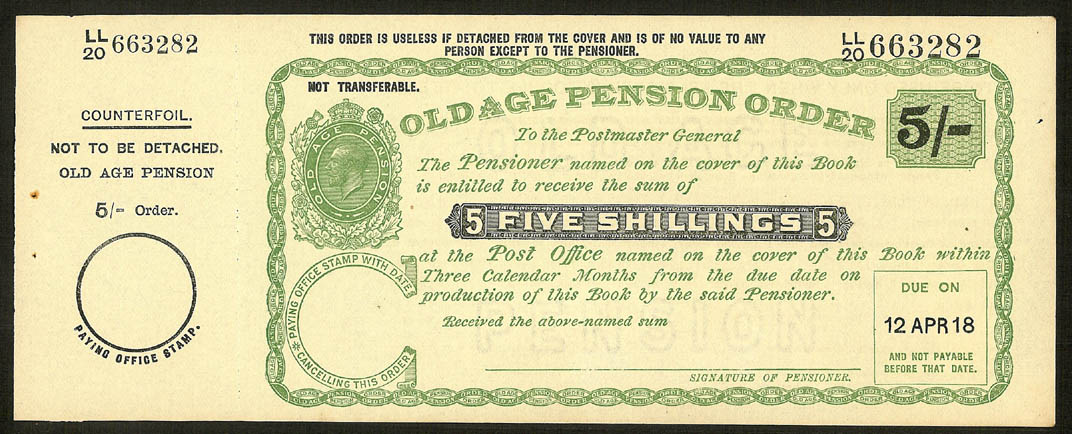 LL
20 663282
COUNTERFOIL.
NOT TO BE DETACHED.
OLD AGE PENSION
5/- Order.
PAYING OFFICE STAMP.
THIS ORDER IS USELESS IF DETACHED FROM THE COVER AND IS OF NO VALUE TO ANY
PERSON EXCEPT TO THE PENSIONER.
LL
20 663282
NOT TRANSFERABLE.
OLD AGE PENSION ORDER
5/-
OLD AGE PENSION
To the Postmaster General
The Pensioner named on the cover of this Book
is entitled to receive the sum of
5 FIVE SHILLINGS 5
at the Post Office named on the cover of this Book within
Three Calendar Months from the due date on
production of this Book by the said Pensioner.
Received the above-named sum
PAYING OFFICE STAMP WITH DATE,
CANCELLING THIS ORDER
SIGNATURE OF PENSIONER.
DUE ON
12 APR 18
AND NOT PAYABLE
BEFORE THAT DATE.